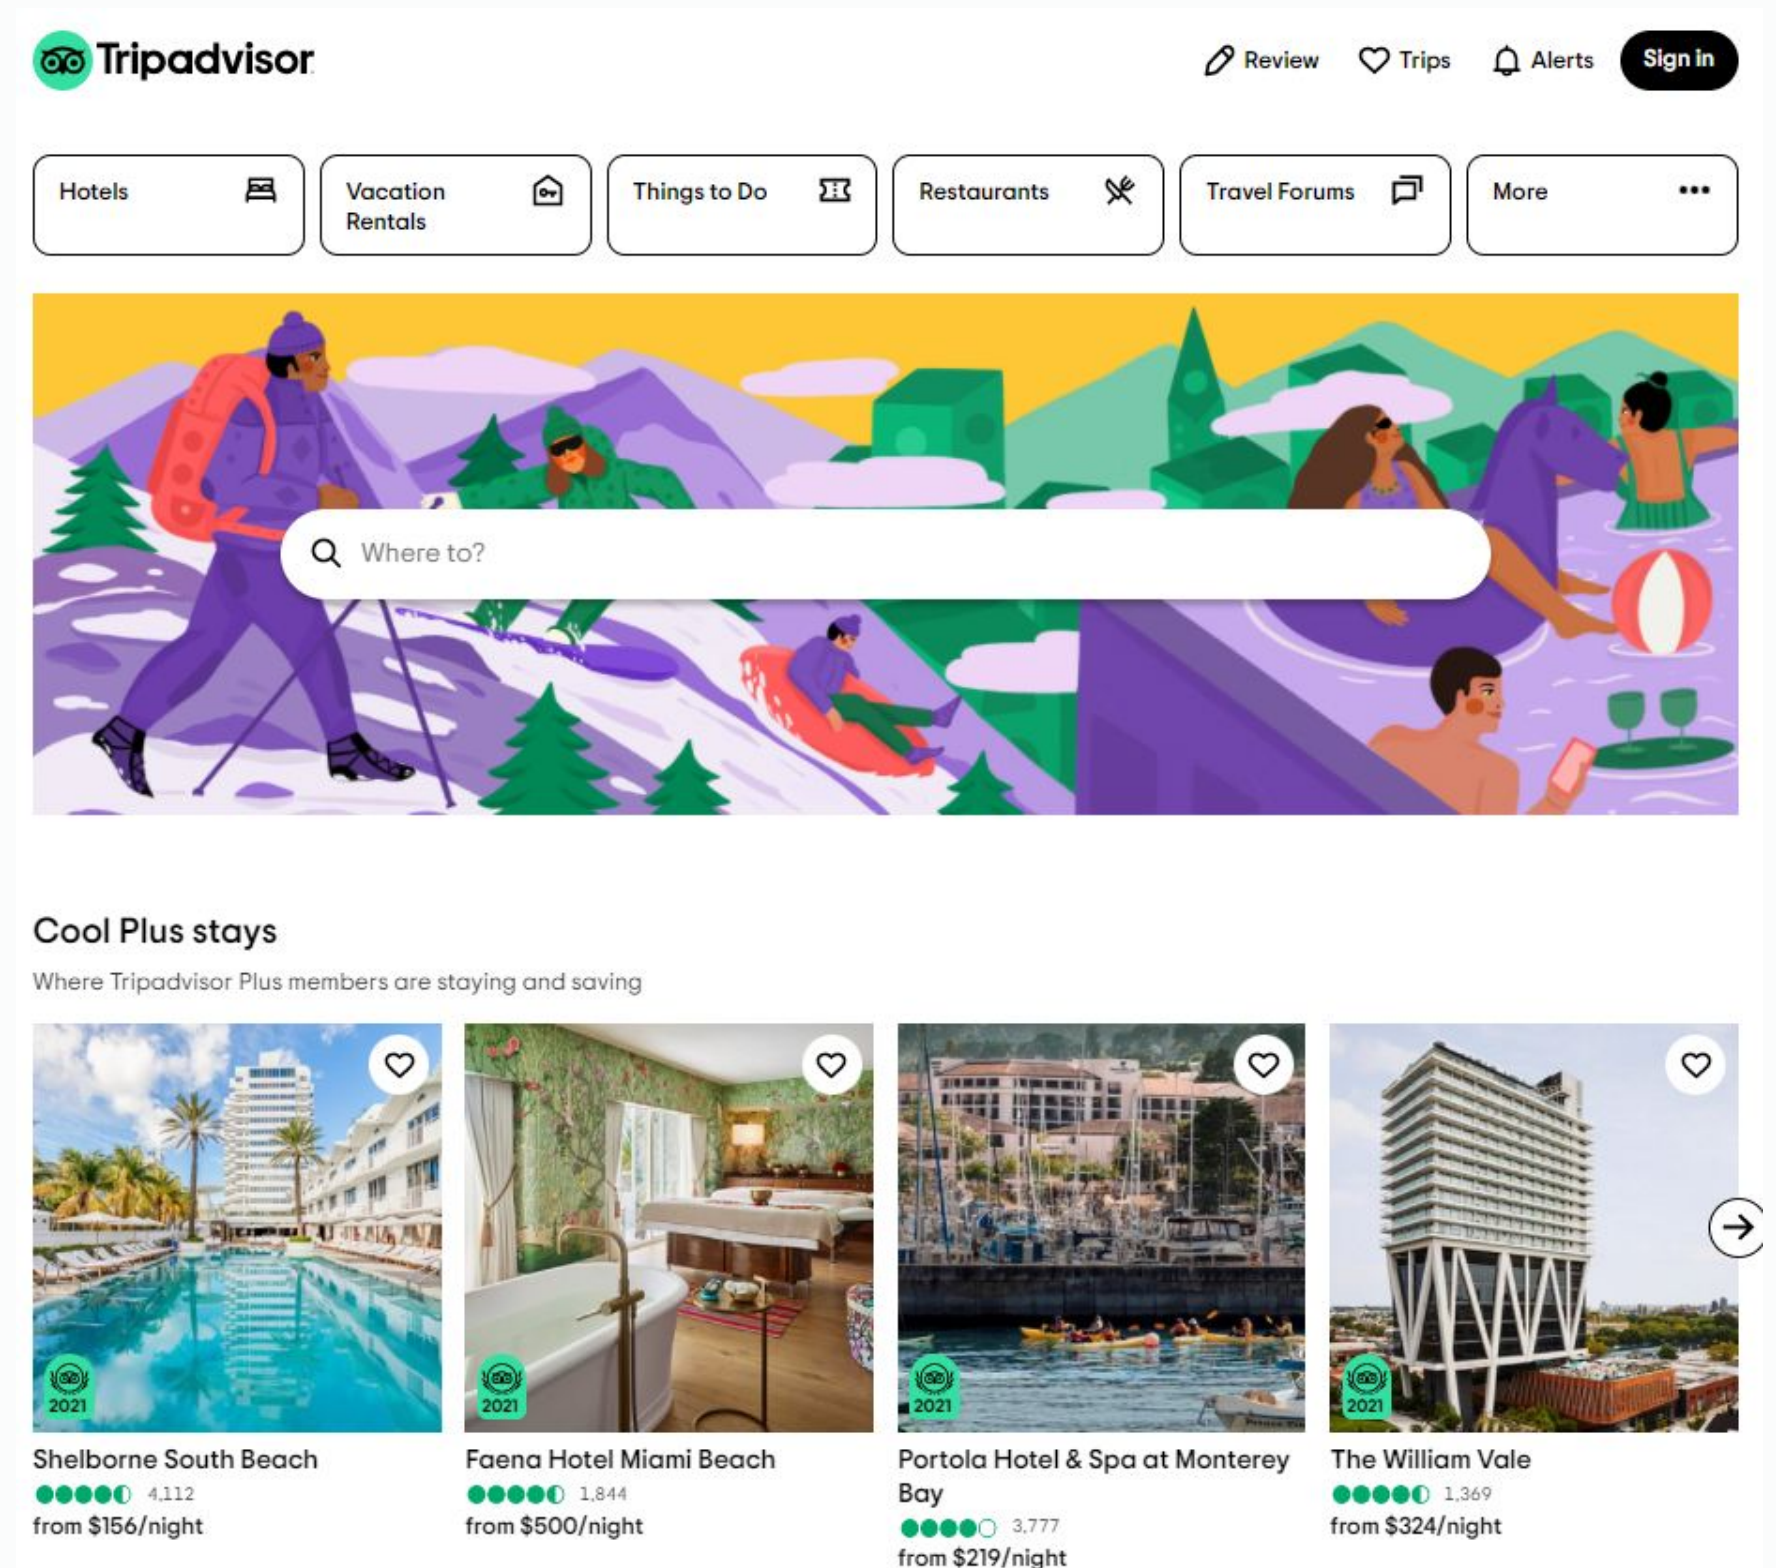 Tripadvisor
Review
Trips
Alerts
Sign in
Hotels
Vacation
Rentals
Things to Do
Restaurants
Travel Forums
More
Where to?
Cool Plus stays
Where Tripadvisor Plus members are staying and saving
2021
2021
2021
2021
Shelborne South Beach
4,112
from $156/night
Faena Hotel Miami Beach
1,844
from $500/night
Portola Hotel & Spa at Monterey
Bay
3,777
from $219/night
The William Vale
1,369
from $324/night